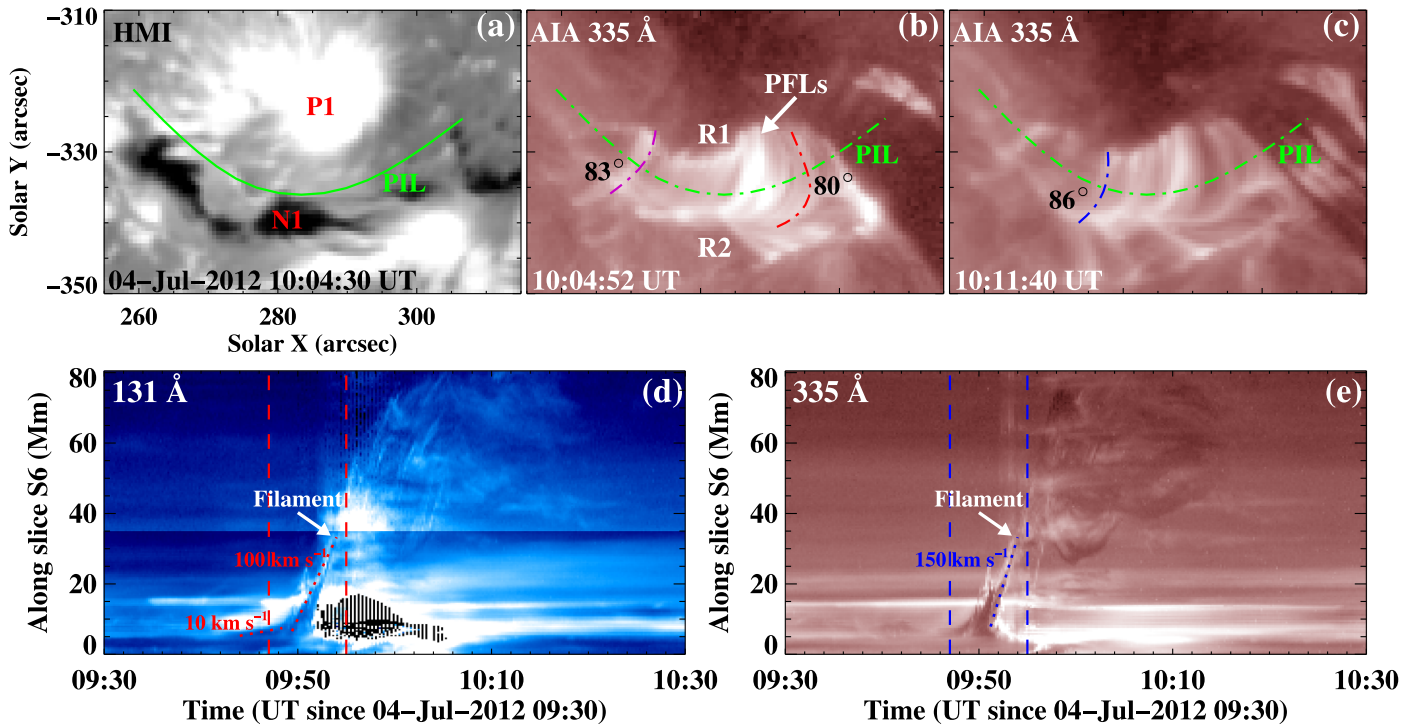 −310
−330
−350
Solar Y (arcsec)
HMI
(a)
P1
PIL
N1
04−Jul−2012 10:04:30 UT
260
280
300
Solar X (arcsec)
AIA 335 Å
(b)
PFLs
R1
PIL
83°
80°
R2
10:04:52 UT
AIA 335 Å
(c)
PIL
86°
10:11:40 UT
80
60
40
20
0
Along slice S6 (Mm)
131 Å
(d)
Filament
100 km s−1
10 km s−1
09:30
09:50
10:10
10:30
Time (UT since 04−Jul−2012 09:30)
80
60
40
20
0
Along slice S6 (Mm)
335 Å
(e)
Filament
150 km s−1
09:30
09:50
10:10
10:30
Time (UT since 04−Jul−2012 09:30)